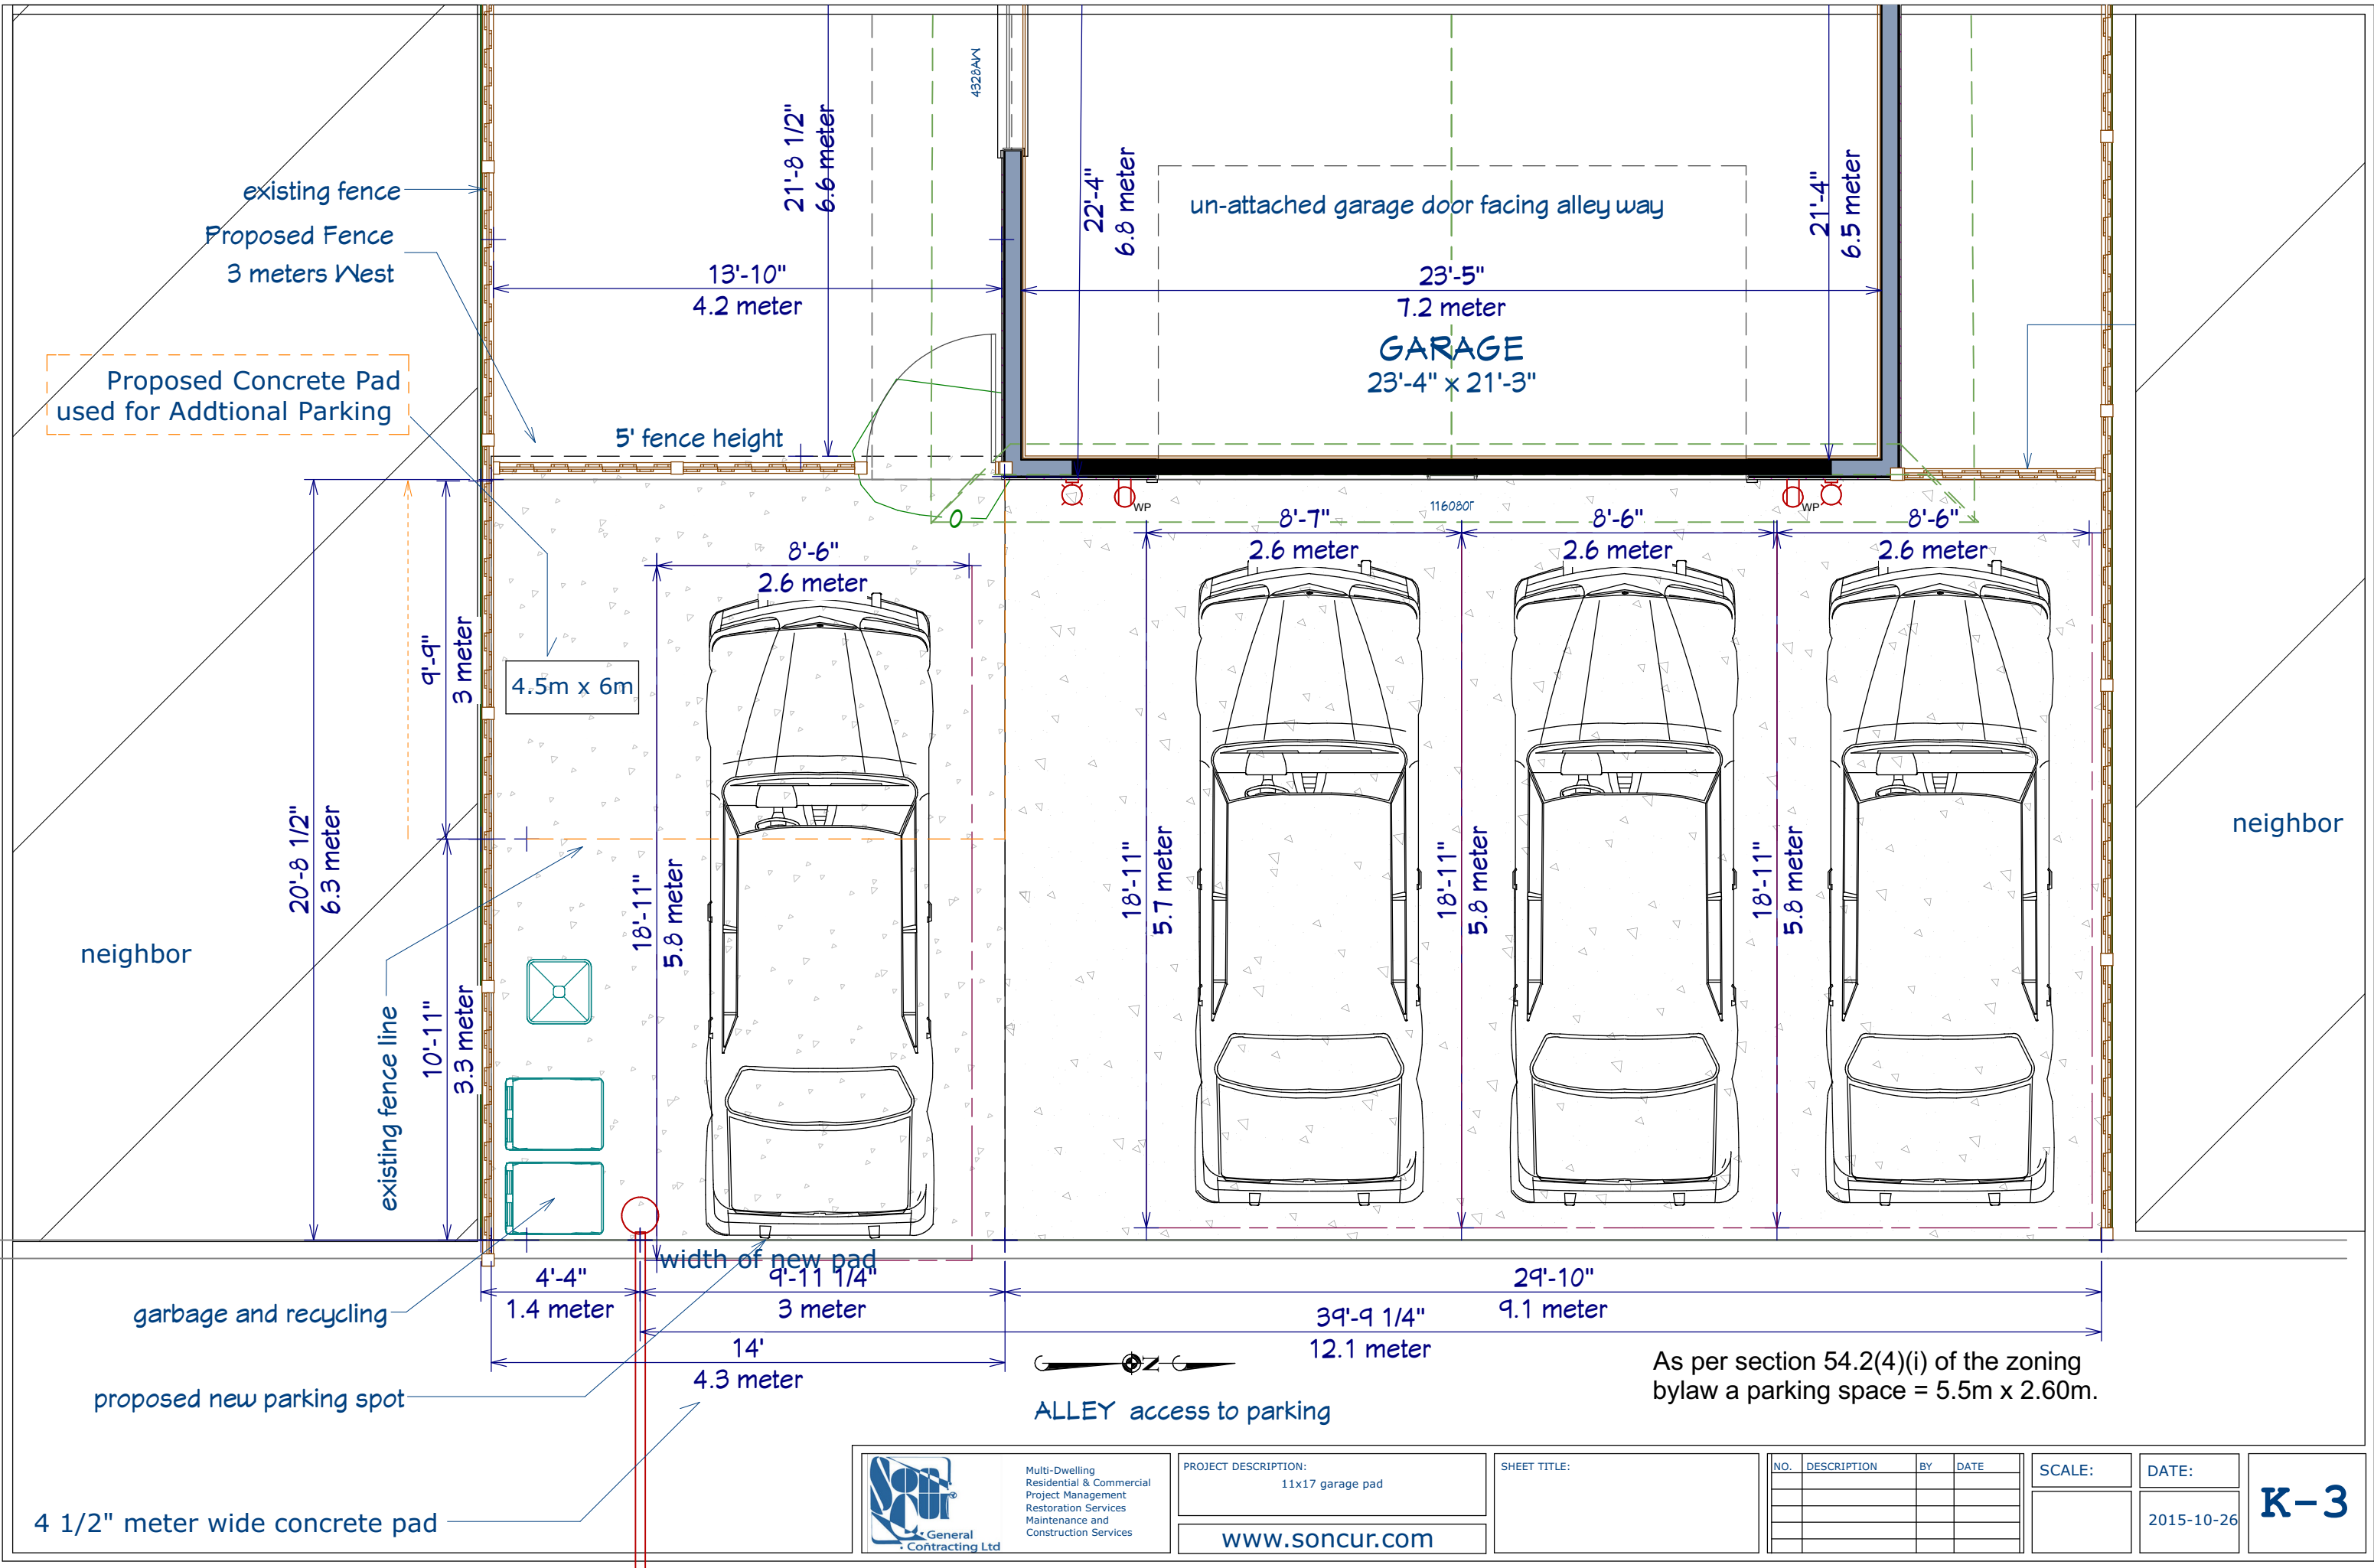 4328AW
21'-8 1/2"
6.6 meter
22'-4"
6.8 meter
21'-4"
6.5 meter
existing fence
Proposed Fence
3 meters West
un-attached garage door facing alley way
13'-10"
4.2 meter
23'-5"
7.2 meter
GARAGE
23'-4" x 21'-3"
Proposed Concrete Pad
used for Addtional Parking
5' fence height
WP
WP
8'-6"
2.6 meter
8'-7"
2.6 meter
8'-6"
2.6 meter
8'-6"
2.6 meter
9'-9"
3 meter
4.5m x 6m
20'-8 1/2"
6.3 meter
18'-11"
5.8 meter
18'-11"
5.7 meter
18'-11"
5.8 meter
18'-11"
5.8 meter
neighbor
neighbor
10'-11"
3.3 meter
existing fence line
width of new pad
4'-4"
1.4 meter
9'-11 1/4"
3 meter
29'-10"
9.1 meter
39'-9 1/4"
12.1 meter
14'
4.3 meter
garbage and recycling
proposed new parking spot
4 1/2" meter wide concrete pad
N
ALLEY access to parking
As per section 54.2(4)(i) of the zoning
bylaw a parking space = 5.5m x 2.60m.
SonCur
General
Contracting Ltd
Multi-Dwelling
Residential & Commercial
Project Management
Restoration Services
Maintenance and
Construction Services
PROJECT DESCRIPTION:
11x17 garage pad
www.soncur.com
SHEET TITLE:
NO. DESCRIPTION BY DATE
SCALE:
DATE:
2015-10-26
K-3